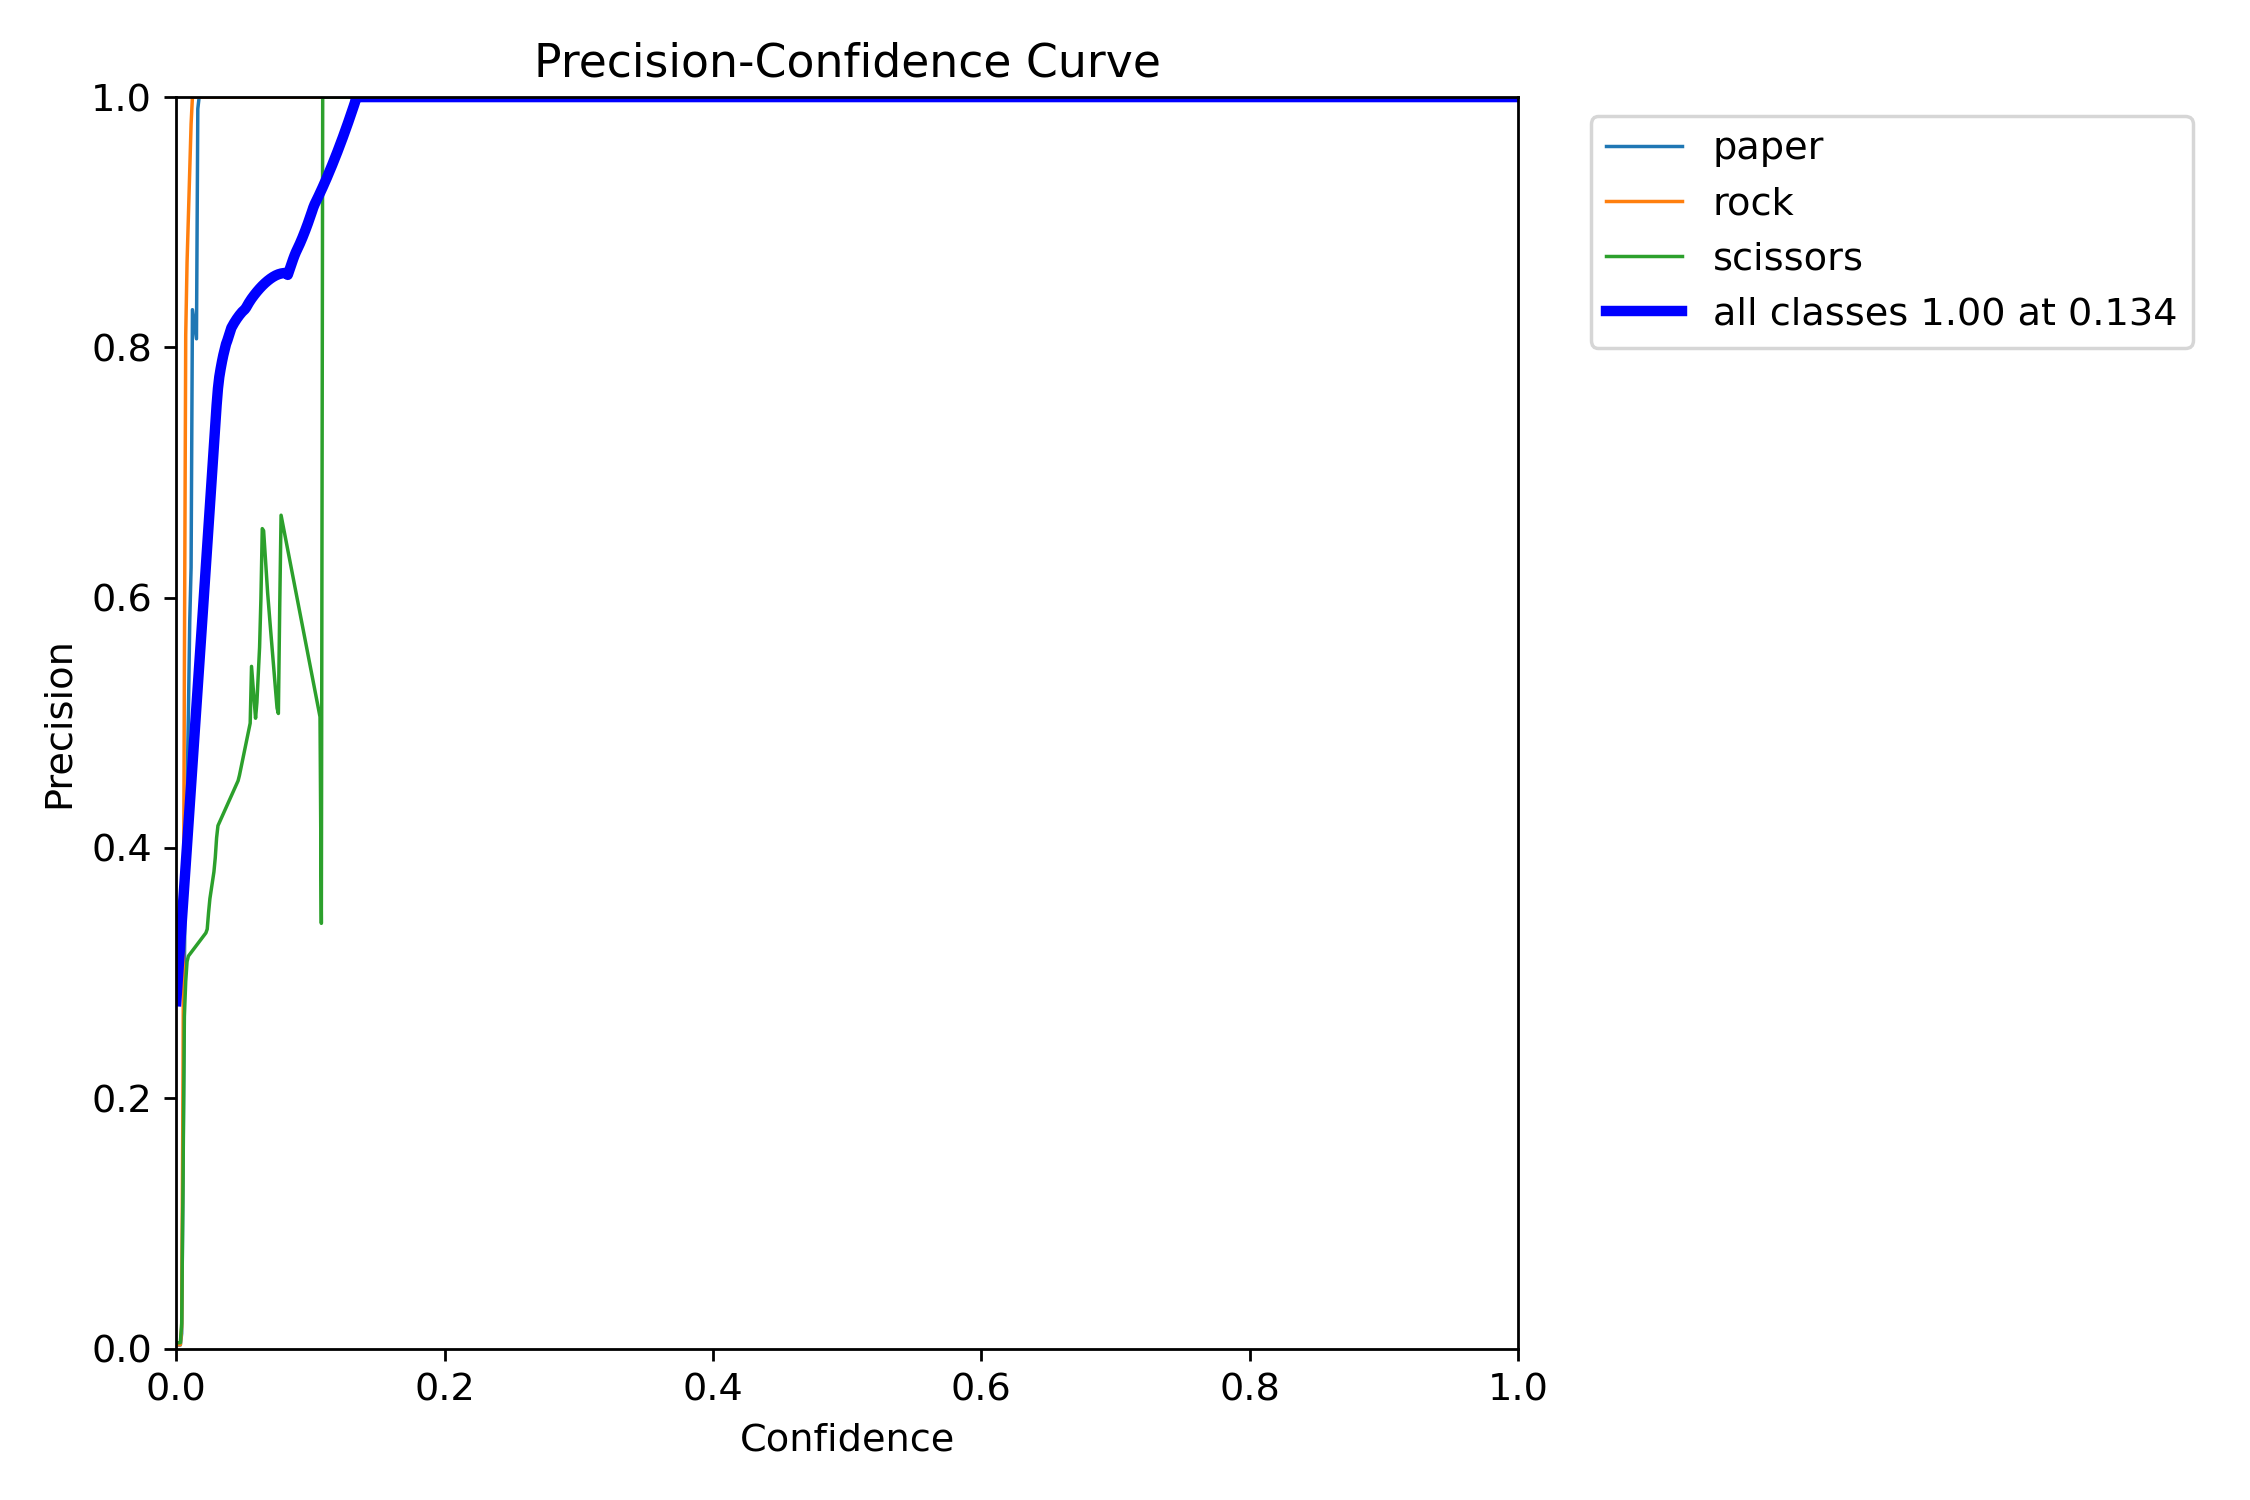 Precision-Confidence Curve
1.0
0.8
0.6
0.4
0.2
0.0
Precision
0.0 0.2 0.4 0.6 0.8 1.0
Confidence
paper
rock
scissors
all classes 1.00 at 0.134